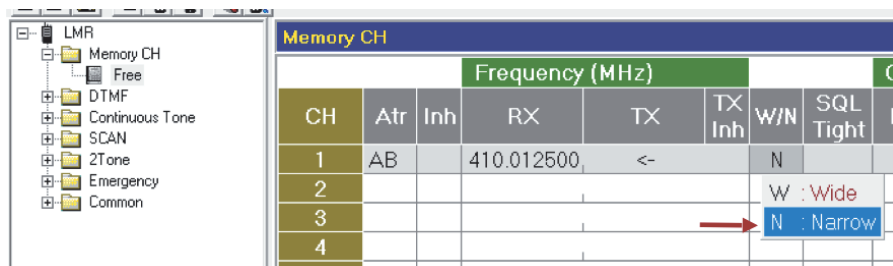 LMR
Memory CH
Free
DTMF
Continuous Tone
SCAN
2Tone
Emergency
Common
Memory CH
Frequency (MHz)
CH Atr Inh RX TX TX Inh W/N SQL Tight
1 AB 410.012500 <- N
2
3
4
W : Wide
N : Narrow